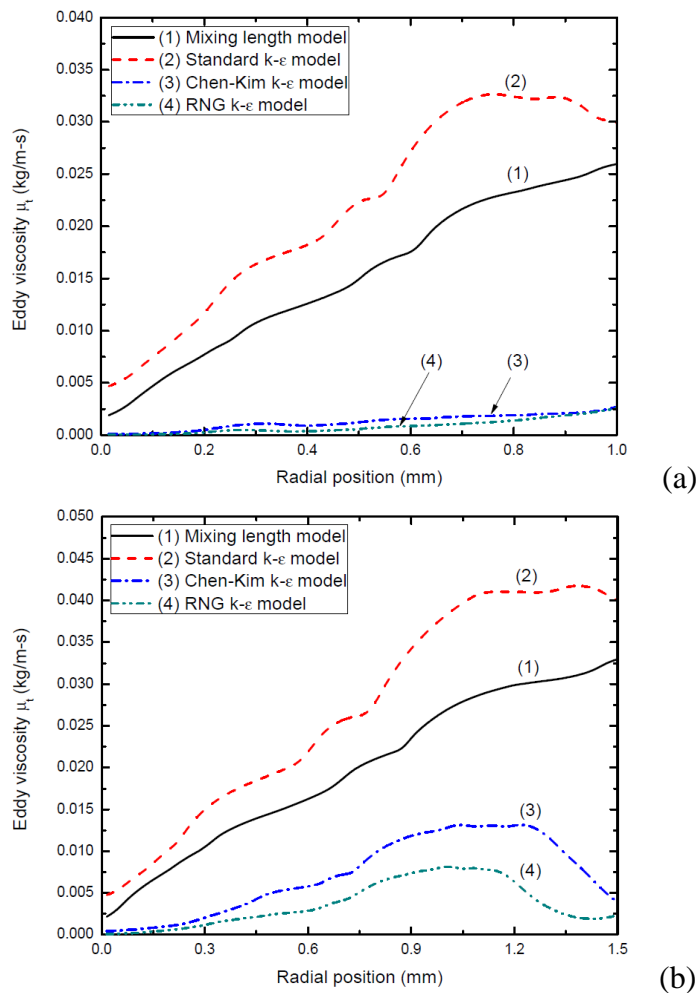 0.040
0.035
0.030
0.025
0.020
0.015
0.010
0.005
0.000
Eddy viscosity μt (kg/m-s)
(1) Mixing length model
(2) Standard k-ε model
(3) Chen-Kim k-ε model
(4) RNG k-ε model
(2)
(1)
(4)
(3)
0.0 0.2 0.4 0.6 0.8 1.0
Radial position (mm)
(a)
0.050
0.045
0.040
0.035
0.030
0.025
0.020
0.015
0.010
0.005
0.000
Eddy viscosity μt (kg/m-s)
(1) Mixing length model
(2) Standard k-ε model
(3) Chen-Kim k-ε model
(4) RNG k-ε model
(2)
(1)
(3)
(4)
0.0 0.3 0.6 0.9 1.2 1.5
Radial position (mm)
(b)